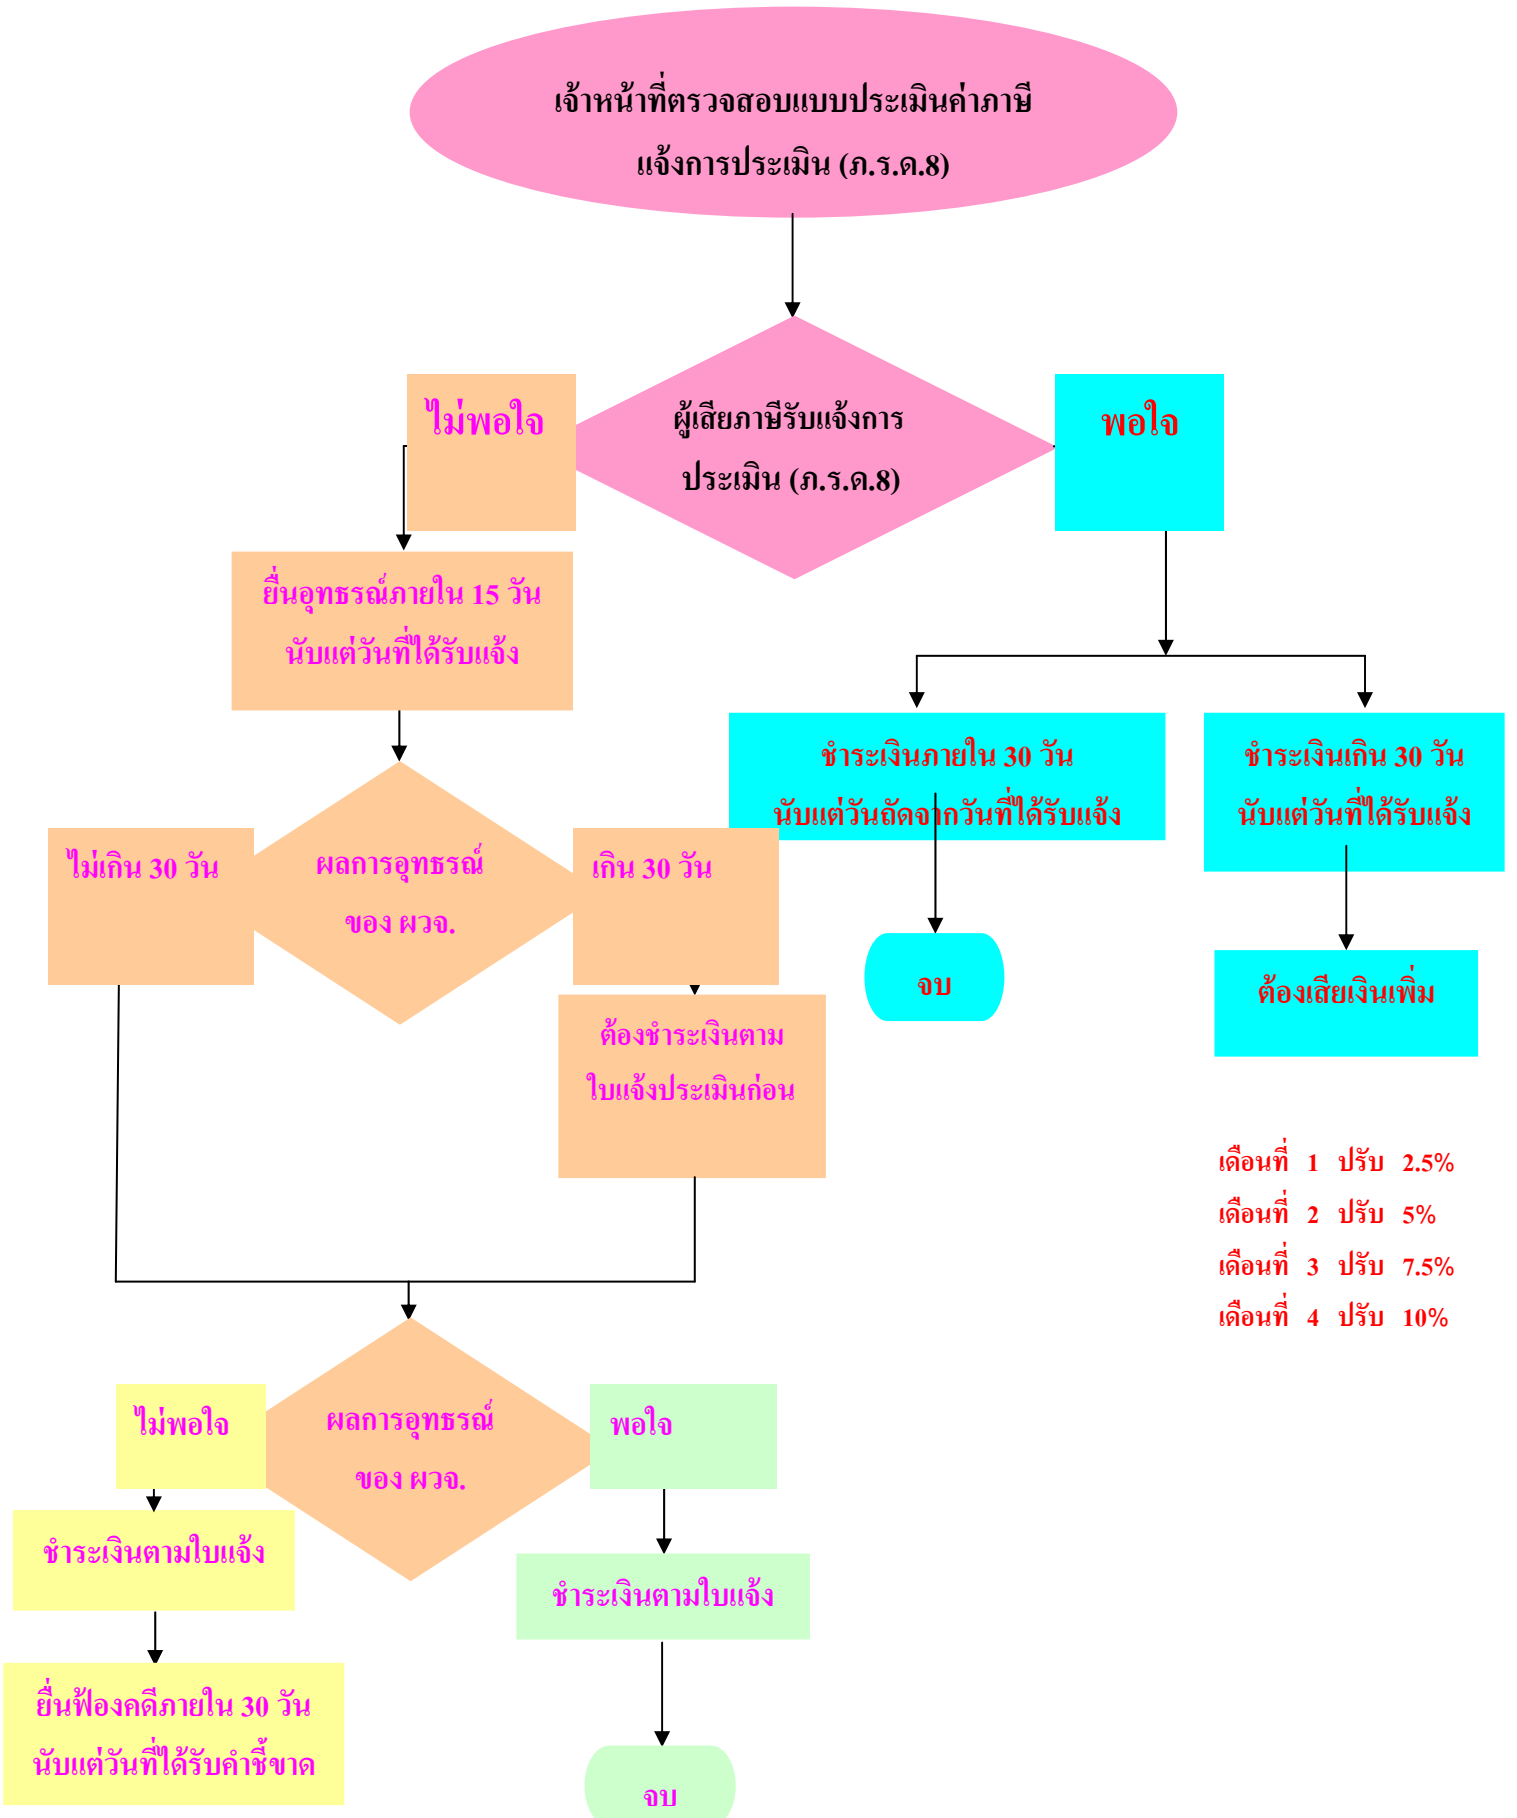 เจ้าหน้าที่ตรวจสอบแบบประเมินค่าภาษี
แจ้งการประเมิน (ภ.ร.ด.8)
ไม่พอใจ
ผู้เสียภาษีรับแจ้งการ
ประเมิน (ภ.ร.ด.8)
พอใจ
ยื่นอุทธรณ์ภายใน 15 วัน
นับแต่วันที่ได้รับแจ้ง
ชำระเงินภายใน 30 วัน
นับแต่วันถัดจากวันที่ได้รับแจ้ง
ชำระเงินเกิน 30 วัน
นับแต่วันที่ได้รับแจ้ง
ไม่เกิน 30 วัน
ผลการอุทธรณ์
ของ ผวจ.
เกิน 30 วัน
จบ
ต้องเสียเงินเพิ่ม
ต้องชำระเงินตาม
ใบแจ้งประเมินก่อน
เดือนที่ 1 ปรับ 2.5%
เดือนที่ 2 ปรับ 5%
เดือนที่ 3 ปรับ 7.5%
เดือนที่ 4 ปรับ 10%
ไม่พอใจ
ผลการอุทธรณ์
ของ ผวจ.
พอใจ
ชำระเงินตามใบแจ้ง
ชำระเงินตามใบแจ้ง
ยื่นฟ้องคดีภายใน 30 วัน
นับแต่วันที่ได้รับคำชี้ขาด
จบ